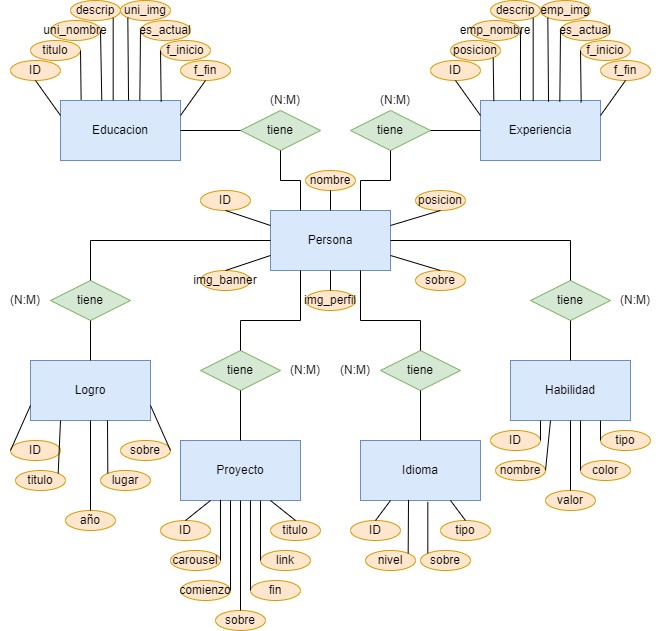 descrip
uni_img
uni_nombre
es_actual
titulo
f_inicio
ID
f_fin
Educacion
descrip
emp_img
emp_nombre
es_actual
posicion
f_inicio
ID
f_fin
Experiencia
(N:M)
tiene
(N:M)
tiene
nombre
ID
posicion
Persona
img_banner
img_perfil
sobre
(N:M)
tiene
tiene
(N:M)
tiene
(N:M)
(N:M)
tiene
Logro
ID
sobre
titulo
lugar
año
Proyecto
ID
titulo
carousel
link
comienzo
fin
sobre
Idioma
ID
tipo
nivel
sobre
Habilidad
ID
tipo
nombre
color
valor